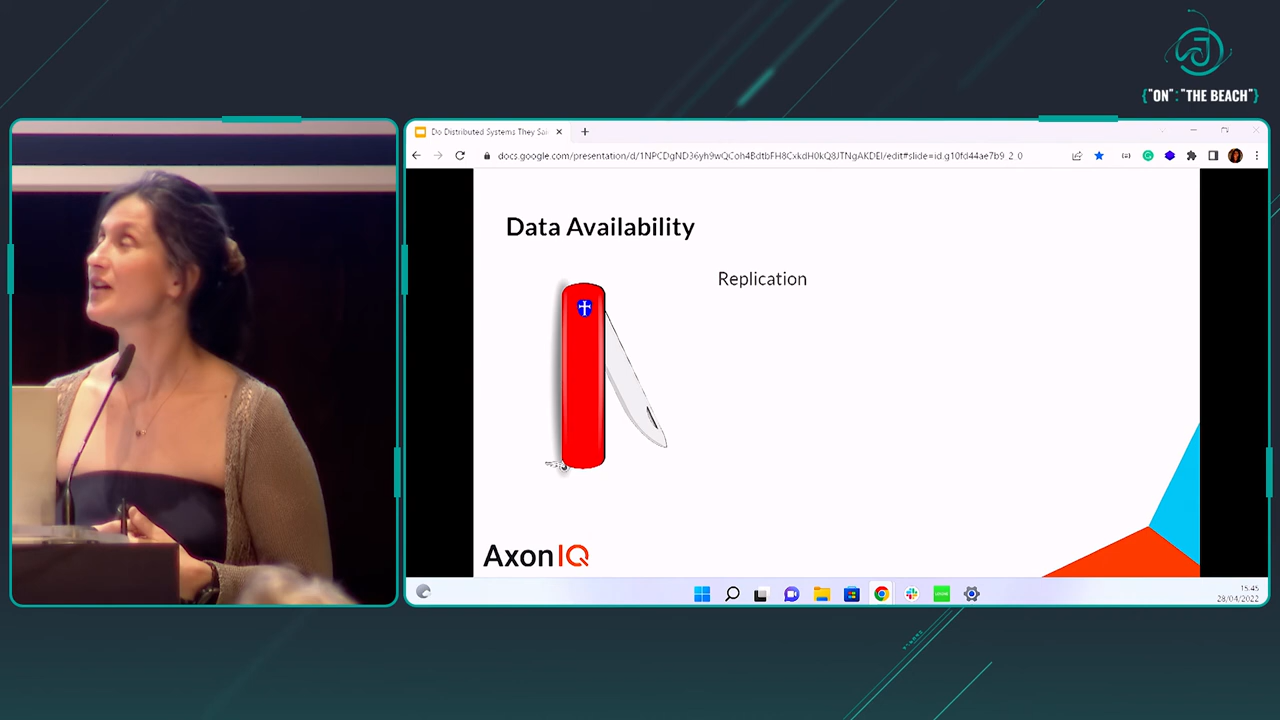 {"ON":"THE BEACH"}
Do Distributed Systems They Sai
docs.google.com/presentation/d/1NPCDgND36yh9wQCoh4BdtbFH8CxkdH0kQ8JTNgAKDEI/edit#slide=id.g10fd44ae7b9_2_0
Data Availability
Replication
AxonIQ
15:45
28/04/2022